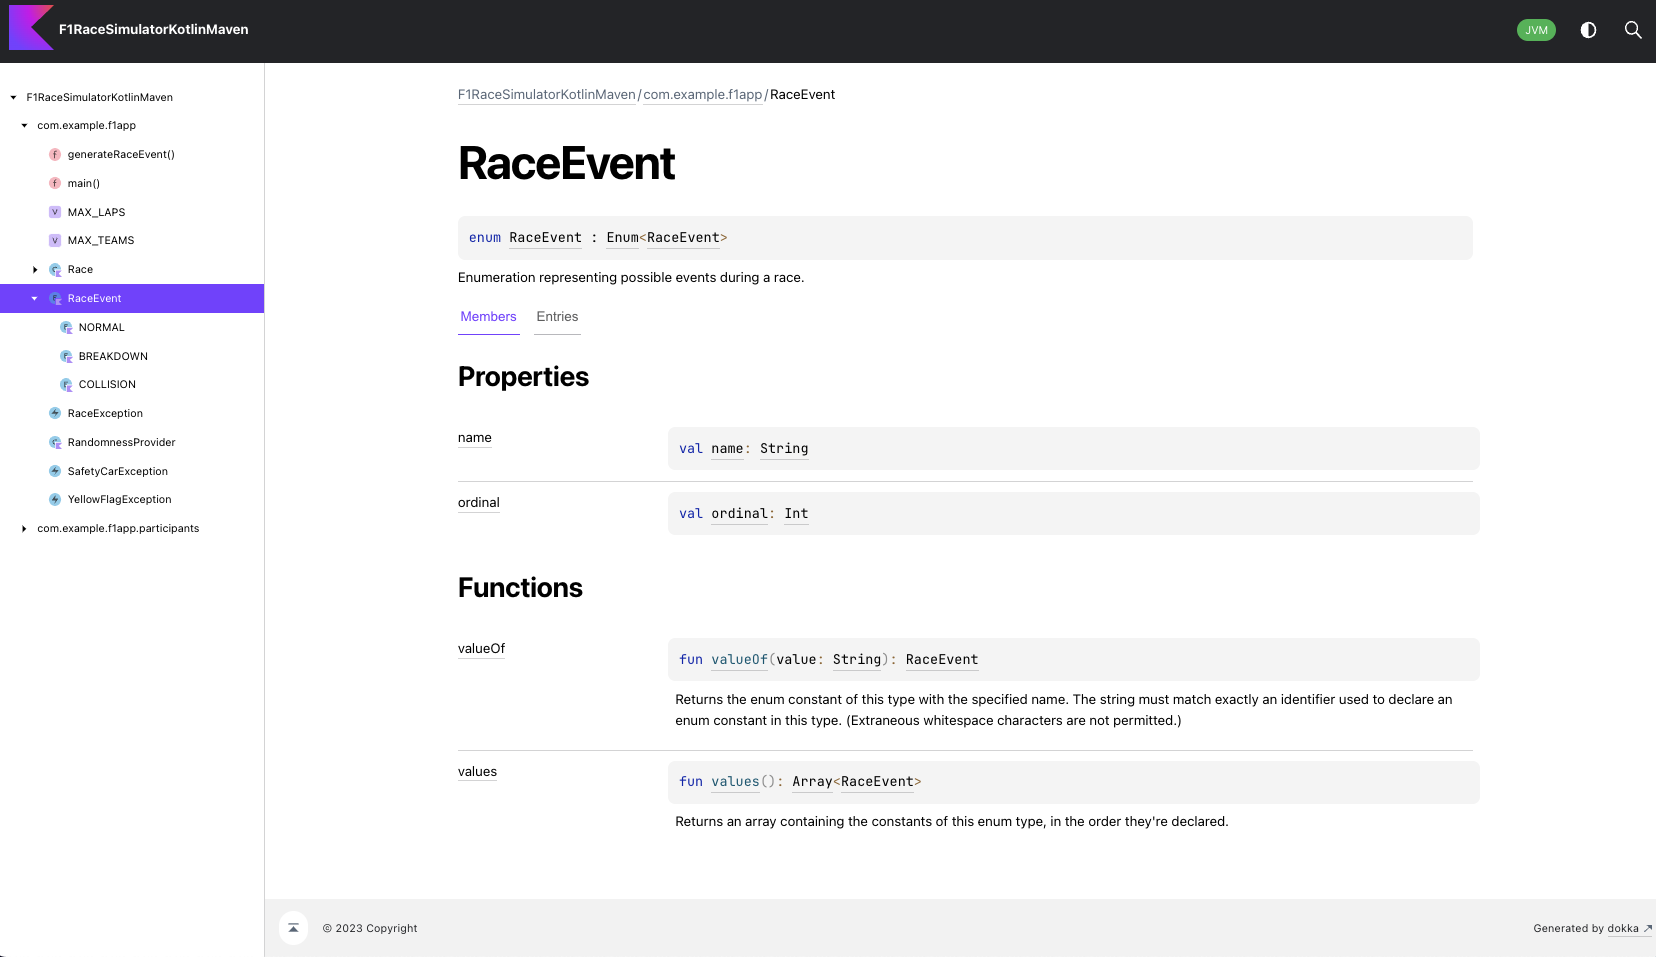 F1RaceSimulatorKotlinMaven
JVM
F1RaceSimulatorKotlinMaven
com.example.f1app
f generateRaceEvent()
f main()
V MAX_LAPS
V MAX_TEAMS
Race
RaceEvent
NORMAL
BREAKDOWN
COLLISION
RaceException
RandomnessProvider
SafetyCarException
YellowFlagException
com.example.f1app.participants
F1RaceSimulatorKotlinMaven/com.example.f1app/RaceEvent
RaceEvent
enum RaceEvent : Enum<RaceEvent>
Enumeration representing possible events during a race.
Members Entries
Properties
name
val name: String
ordinal
val ordinal: Int
Functions
valueOf
fun valueOf(value: String): RaceEvent
Returns the enum constant of this type with the specified name. The string must match exactly an identifier used to declare an
enum constant in this type. (Extraneous whitespace characters are not permitted.)
values
fun values(): Array<RaceEvent>
Returns an array containing the constants of this enum type, in the order they're declared.
© 2023 Copyright
Generated by dokka